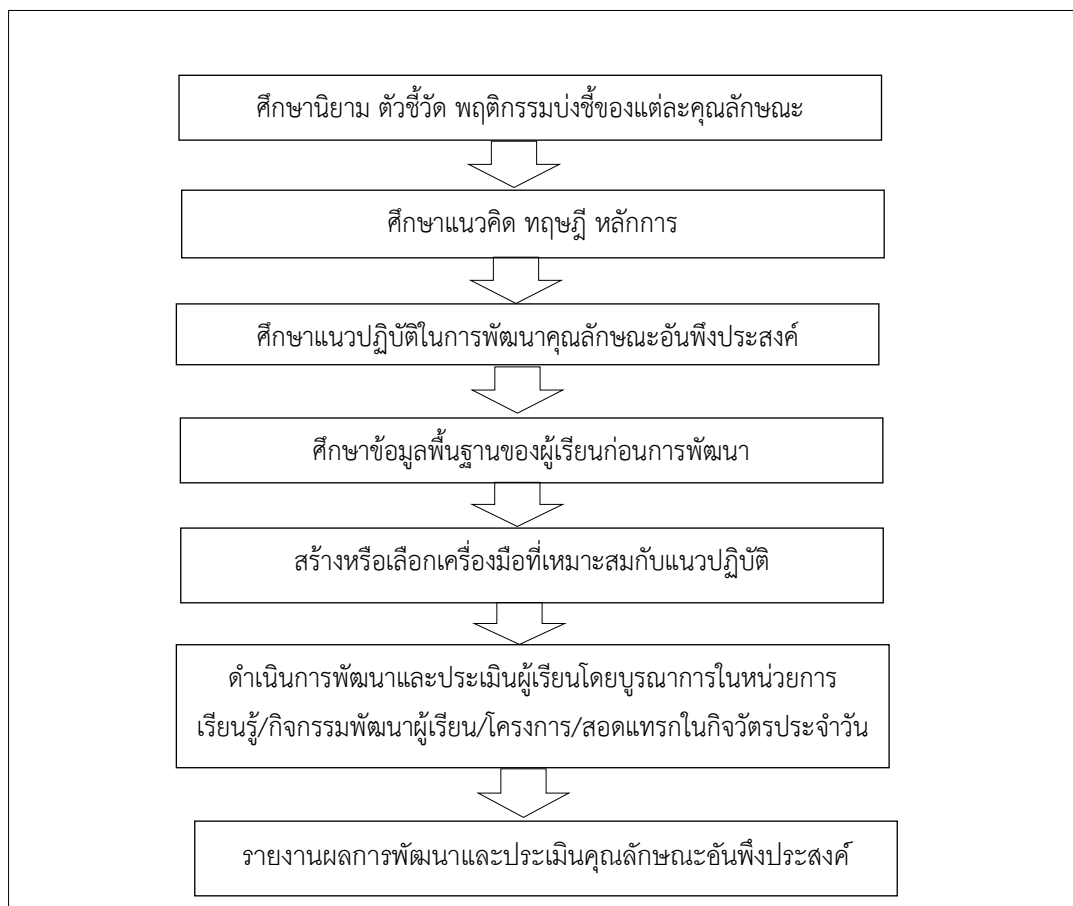 ศึกษานิยาม ตัวชี้วัด พฤติกรรมบ่งชี้ของแต่ละคุณลักษณะ
ศึกษาแนวคิด ทฤษฎี หลักการ
ศึกษาแนวปฏิบัติในการพัฒนาคุณลักษณะอันพึงประสงค์
ศึกษาข้อมูลพื้นฐานของผู้เรียนก่อนการพัฒนา
สร้างหรือเลือกเครื่องมือที่เหมาะสมกับแนวปฏิบัติ
ดำเนินการพัฒนาและประเมินผู้เรียนโดยบูรณาการในหน่วยการ
เรียนรู้/กิจกรรมพัฒนาผู้เรียน/โครงการ/สอดแทรกในกิจวัตรประจำวัน
รายงานผลการพัฒนาและประเมินคุณลักษณะอันพึงประสงค์